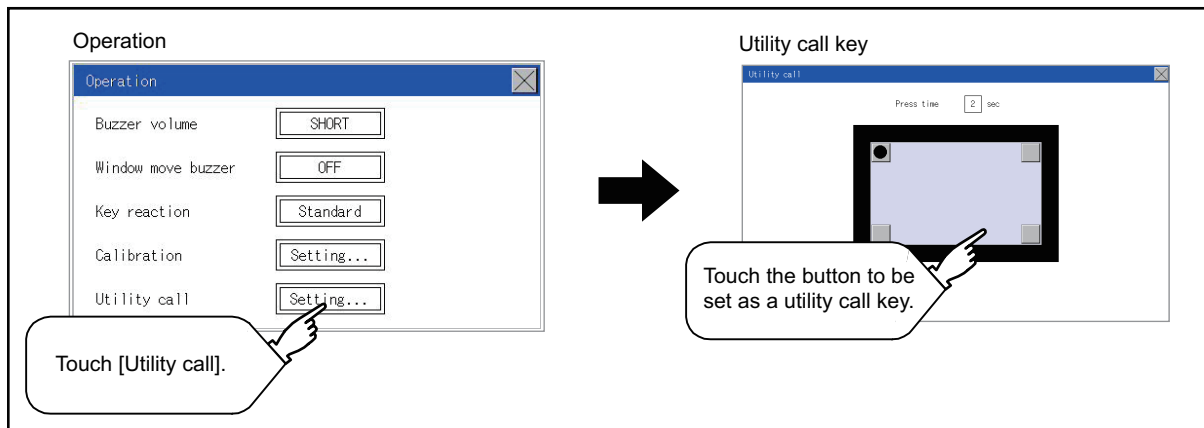 Operation
Operation
Buzzer volume SHORT
Window move buzzer OFF
Key reaction Standard
Calibration Setting...
Utility call Setting...
Touch [Utility call].
Utility call key
Utility call
Press time 2 sec
Touch the button to be
set as a utility call key.